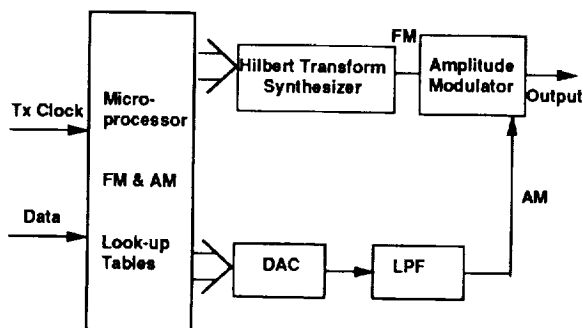 Tx Clock
Data
Micro-
processor
FM & AM
Look-up
Tables
Hilbert Transform
Synthesizer
FM
Amplitude
Modulator
Output
AM
DAC
LPF